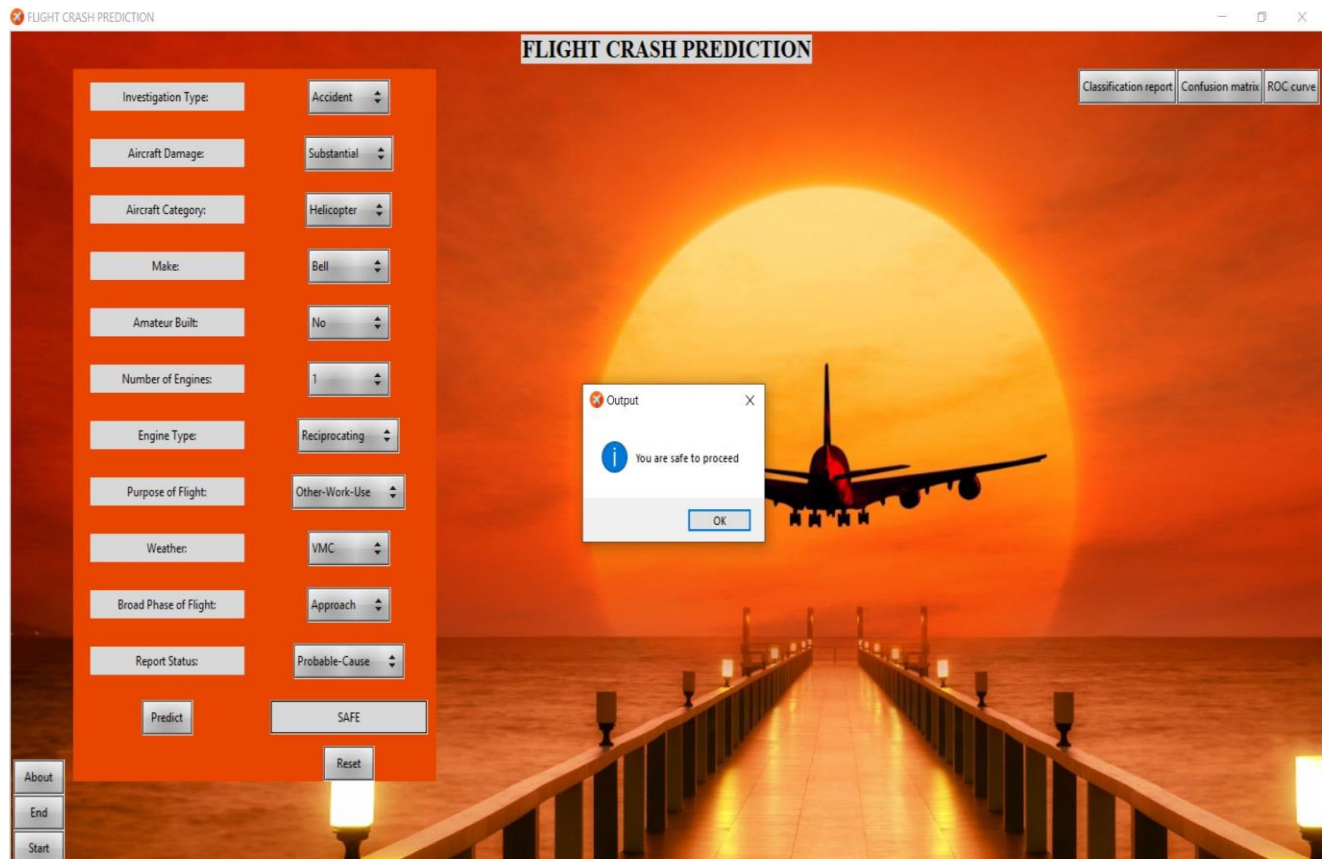 FLIGHT CRASH PREDICTION
FLIGHT CRASH PREDICTION
Classification report Confusion matrix ROC curve
Investigation Type: Accident
Aircraft Damage: Substantial
Aircraft Category: Helicopter
Make: Bell
Amateur Built: No
Number of Engines: 1
Engine Type: Reciprocating
Purpose of Flight: Other-Work-Use
Weather: VMC
Broad Phase of Flight: Approach
Report Status: Probable-Cause
Predict SAFE
Reset
Output
i
You are safe to proceed
OK
About
End
Start